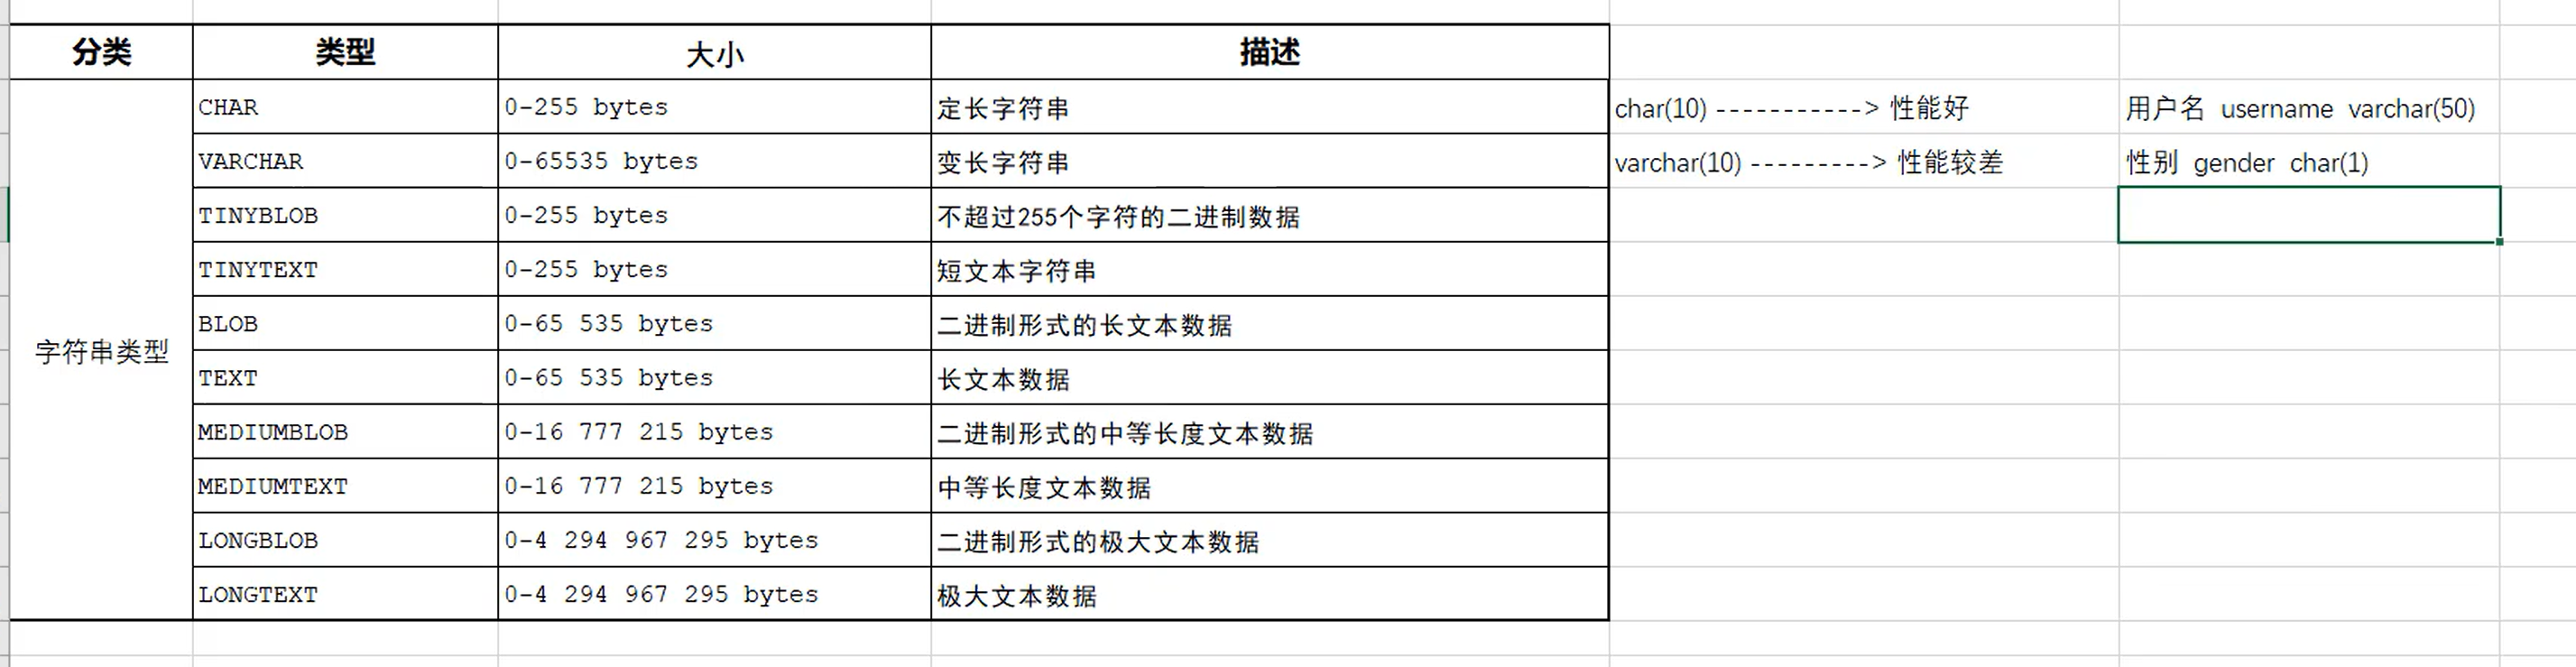 分类 类型 大小 描述
CHAR 0-255 bytes 定长字符串 char(10) -----------> 性能好 用户名 username varchar(50)
VARCHAR 0-65535 bytes 变长字符串 varchar(10) ---------> 性能较差 性别 gender char(1)
TINYBLOB 0-255 bytes 不超过255个字符的二进制数据
TINYTEXT 0-255 bytes 短文本字符串
BLOB 0-65 535 bytes 二进制形式的长文本数据
字符串类型
TEXT 0-65 535 bytes 长文本数据
MEDIUMBLOB 0-16 777 215 bytes 二进制形式的中等长度文本数据
MEDIUMTEXT 0-16 777 215 bytes 中等长度文本数据
LONGBLOB 0-4 294 967 295 bytes 二进制形式的极大文本数据
LONGTEXT 0-4 294 967 295 bytes 极大文本数据